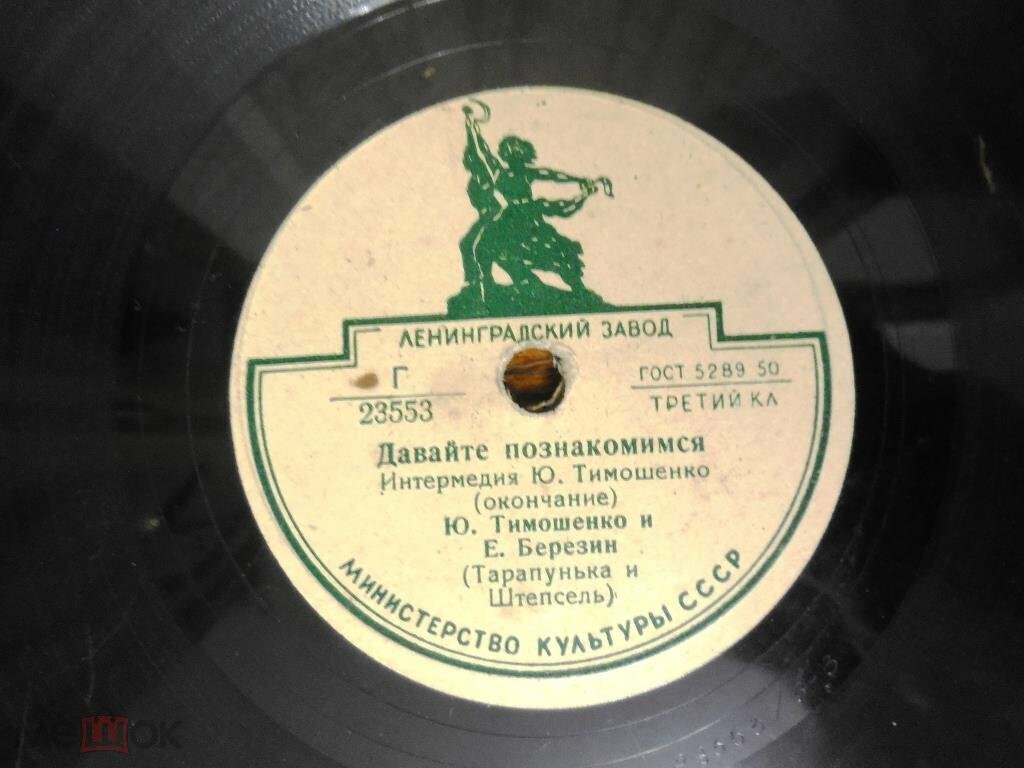 ЛЕНИНГРАДСКИЙ ЗАВОД
Г
23553
ГОСТ 5289 50
ТРЕТИЙ КЛ
Давайте познакомимся
Интермедия Ю. Тимошенко
(окончание)
Ю. Тимошенко и
Е. Березин
(Тарапунька и
Штепсель)
МИНИСТЕРСТВО КУЛЬТУРЫ СССР
мешок